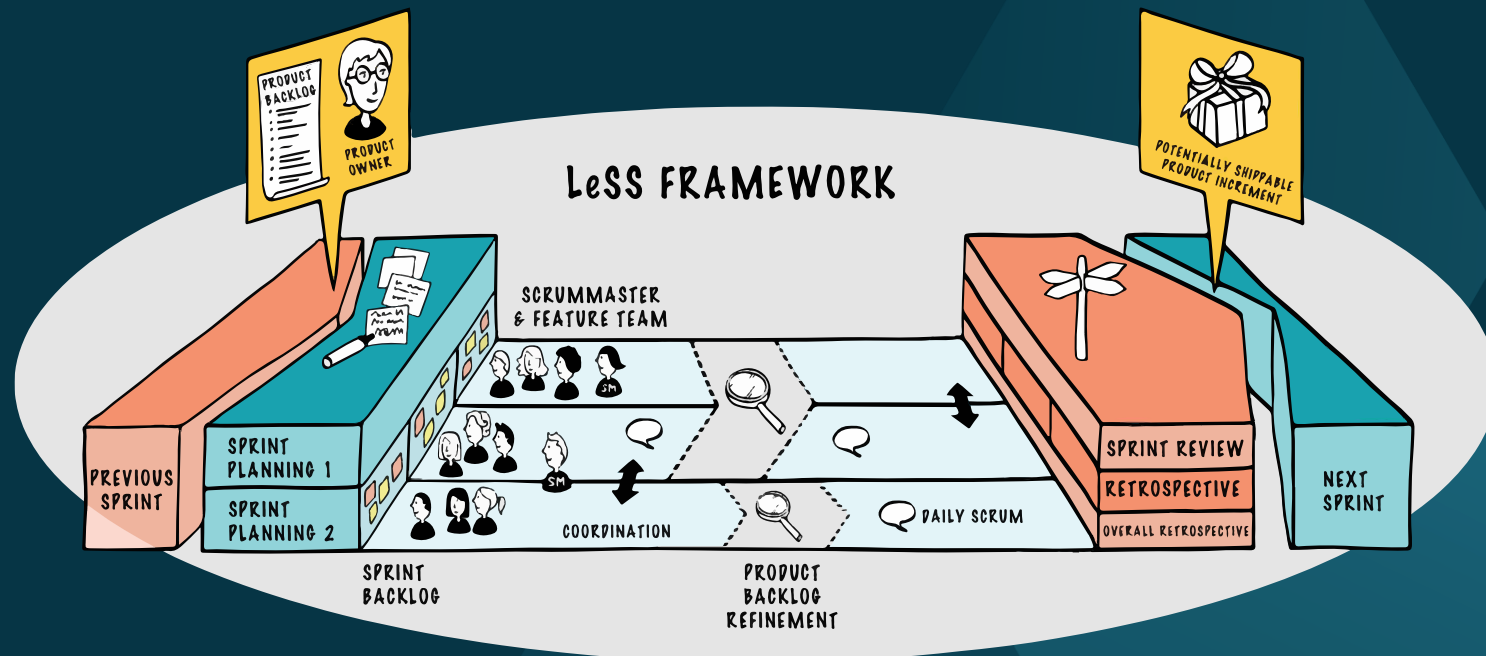 PRODUCT
BACKLOG
PRODUCT
OWNER
LeSS FRAMEWORK
POTENTIALLY SHIPPABLE
PRODUCT INCREMENT
SCRUMMASTER
& FEATURE TEAM
SM
SM
PREVIOUS
SPRINT
SPRINT
PLANNING 1
SPRINT
PLANNING 2
COORDINATION
DAILY SCRUM
SPRINT REVIEW
RETROSPECTIVE
OVERALL RETROSPECTIVE
NEXT
SPRINT
SPRINT
BACKLOG
PRODUCT
BACKLOG
REFINEMENT